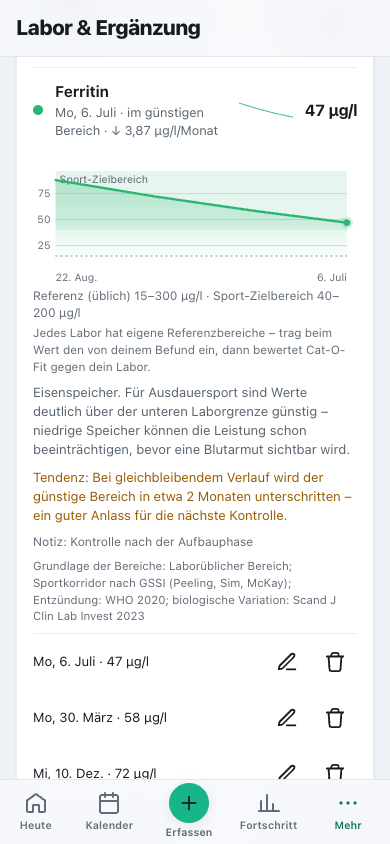 Labor & Ergänzung
Ferritin
Mo, 6. Juli · im günstigen
Bereich · ↓ 3,87 µg/l/Monat
47 µg/l
Sport-Zielbereich
75
50
25
22. Aug.
6. Juli
Referenz (üblich) 15–300 µg/l · Sport-Zielbereich 40–
200 µg/l
Jedes Labor hat eigene Referenzbereiche – trag beim
Wert den von deinem Befund ein, dann bewertet Cat-O-
Fit gegen dein Labor.
Eisenspeicher. Für Ausdauersport sind Werte
deutlich über der unteren Laborgrenze günstig –
niedrige Speicher können die Leistung schon
beeinträchtigen, bevor eine Blutarmut sichtbar wird.
Tendenz: Bei gleichbleibendem Verlauf wird der
günstige Bereich in etwa 2 Monaten unterschritten –
ein guter Anlass für die nächste Kontrolle.
Notiz: Kontrolle nach der Aufbauphase
Grundlage der Bereiche: Laborüblicher Bereich;
Sportkorridor nach GSSI (Peeling, Sim, McKay);
Entzündung: WHO 2020; biologische Variation: Scand J
Clin Lab Invest 2023
Mo, 6. Juli · 47 µg/l
Mo, 30. März · 58 µg/l
Mi, 10. Dez. · 72 µg/l
Heute
Kalender
Erfassen
Fortschritt
Mehr